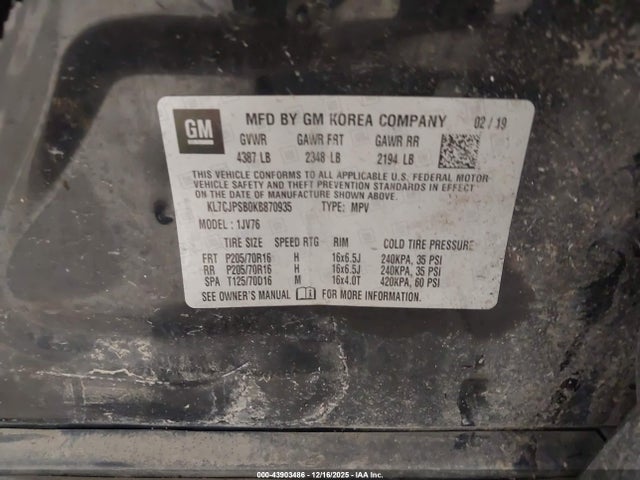 GM
MFD BY GM KOREA COMPANY 02 / 19
GVWR GAWR FRT GAWR RR
4387 LB 2348 LB 2194 LB
THIS VEHICLE CONFORMS TO ALL APPLICABLE U.S. FEDERAL MOTOR
VEHICLE SAFETY AND THEFT PREVENTION STANDARDS IN EFFECT
ON THE DATE OF MANUFACTURE SHOWN ABOVE.
KL7CJPSB0KB870935 TYPE: MPV
MODEL : 1JV76
TIRE SIZE SPEED RTG RIM COLD TIRE PRESSURE
FRT P205/70R16 H 16x6.5J 240KPA, 35 PSI
RR P205/70R16 H 16x6.5J 240KPA, 35 PSI
SPA T125/70D16 M 16x4.0T 420KPA, 60 PSI
SEE OWNER'S MANUAL FOR MORE INFORMATION
00-43903486 - 12/16/2025 - IAA Inc.